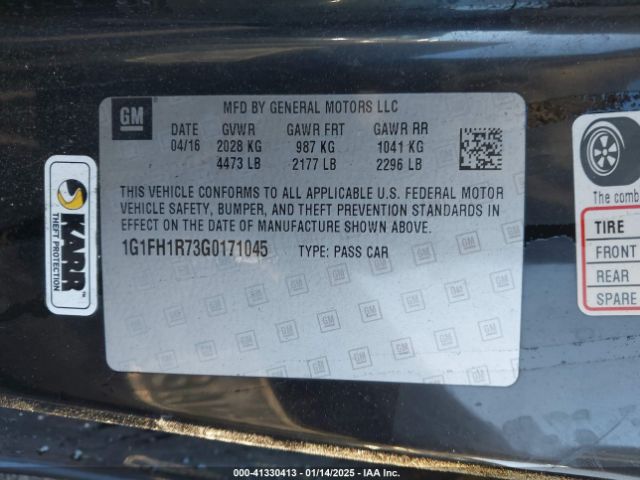 GM
MFD BY GENERAL MOTORS LLC
DATE GVWR GAWR FRT GAWR RR
04/16 2028 KG 987 KG 1041 KG
4473 LB 2177 LB 2296 LB
THIS VEHICLE CONFORMS TO ALL APPLICABLE U.S. FEDERAL MOTOR
VEHICLE SAFETY, BUMPER, AND THEFT PREVENTION STANDARDS IN
EFFECT ON THE DATE OF MANUFACTURE SHOWN ABOVE.
1G1FH1R73G0171045 TYPE: PASS CAR
KARR
THEFT PROTECTION
The comb
TIRE
FRONT
REAR
SPARE
000-41330413 - 01/14/2025 - IAA Inc.